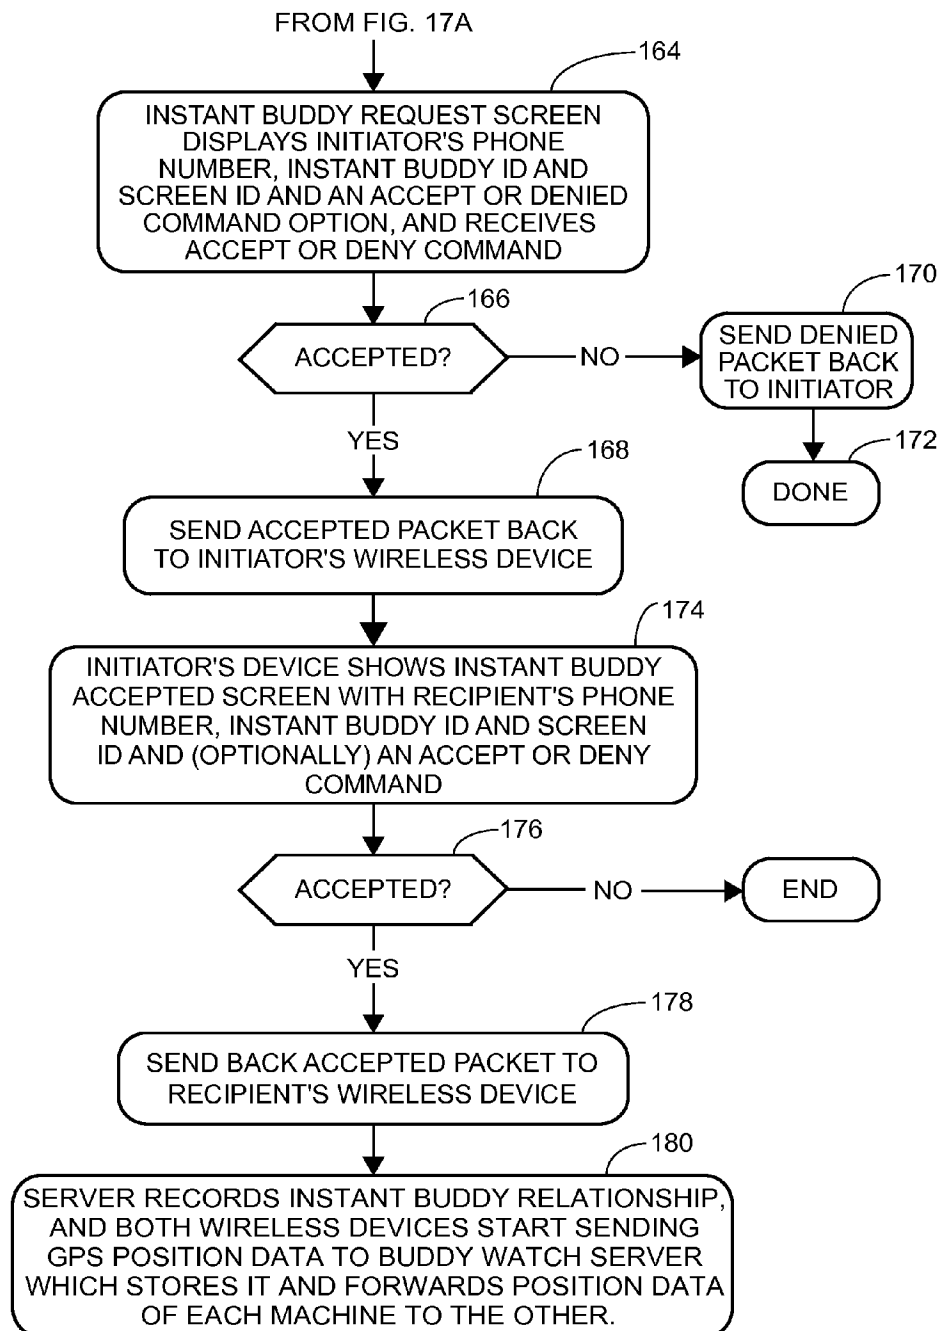 FROM FIG. 17A
164
INSTANT BUDDY REQUEST SCREEN
DISPLAYS INITIATOR'S PHONE
NUMBER, INSTANT BUDDY ID AND
SCREEN ID AND AN ACCEPT OR DENIED
COMMAND OPTION, AND RECEIVES
ACCEPT OR DENY COMMAND
166
ACCEPTED?
NO
170
SEND DENIED
PACKET BACK
TO INITIATOR
172
DONE
YES
168
SEND ACCEPTED PACKET BACK
TO INITIATOR'S WIRELESS DEVICE
174
INITIATOR'S DEVICE SHOWS INSTANT BUDDY
ACCEPTED SCREEN WITH RECIPIENT'S PHONE
NUMBER, INSTANT BUDDY ID AND SCREEN
ID AND (OPTIONALLY) AN ACCEPT OR DENY
COMMAND
176
ACCEPTED?
NO
END
YES
178
SEND BACK ACCEPTED PACKET TO
RECIPIENT'S WIRELESS DEVICE
180
SERVER RECORDS INSTANT BUDDY RELATIONSHIP,
AND BOTH WIRELESS DEVICES START SENDING
GPS POSITION DATA TO BUDDY WATCH SERVER
WHICH STORES IT AND FORWARDS POSITION DATA
OF EACH MACHINE TO THE OTHER.